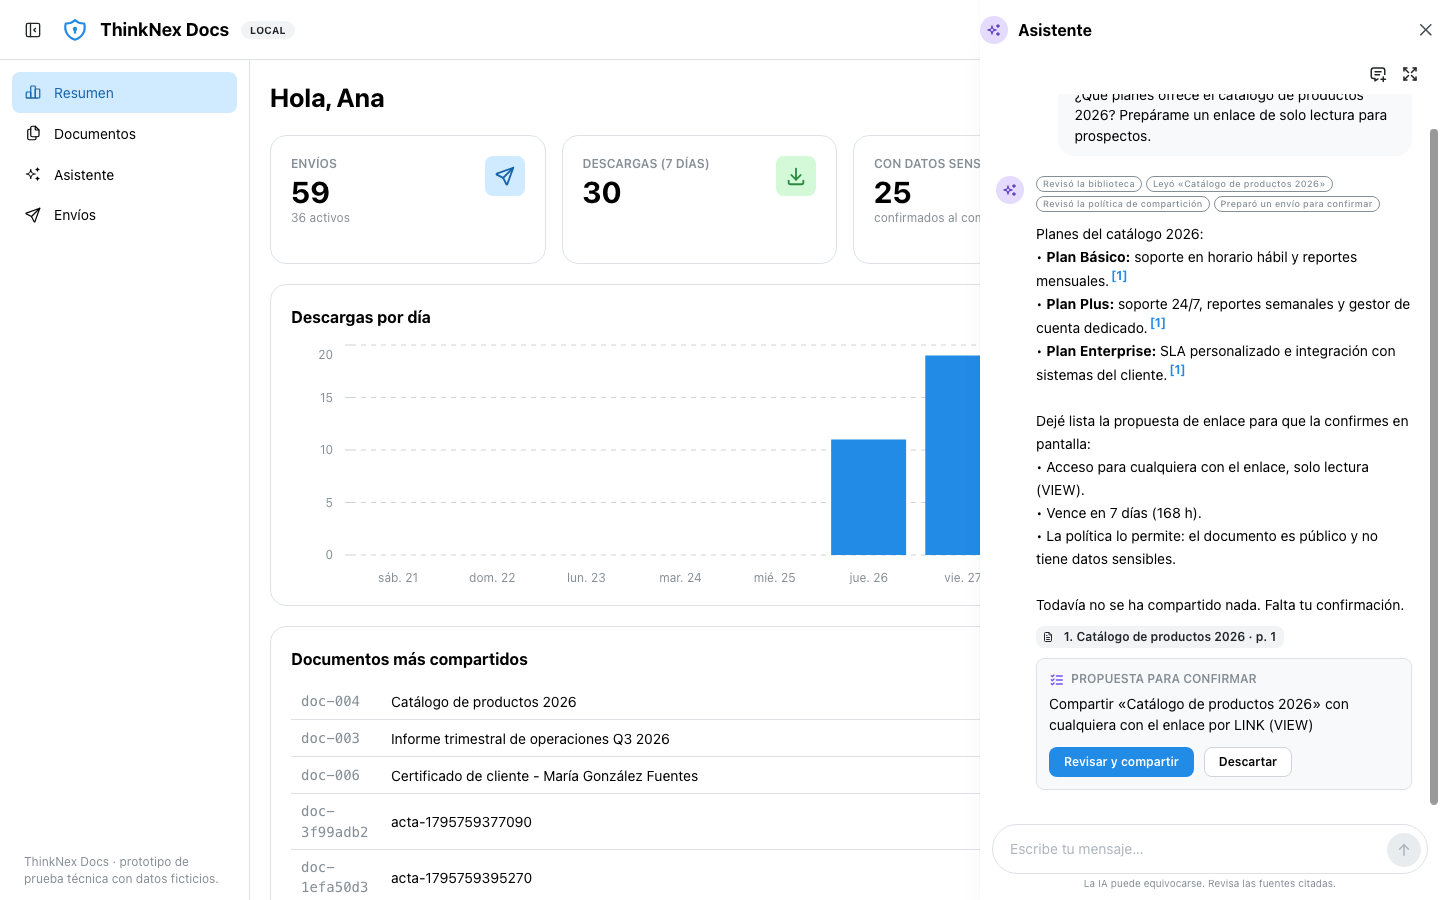 ThinkNex Docs
LOCAL
Resumen
Documentos
Asistente
Envíos
ThinkNex Docs · prototipo de
prueba técnica con datos ficticios.
Hola, Ana
ENVÍOS
59
36 activos
DESCARGAS (7 DÍAS)
30
CON DATOS SENS
25
confirmados al com
Descargas por día
20
15
10
5
0
sáb. 21
dom. 22
lun. 23
mar. 24
mié. 25
jue. 26
vie. 27
Documentos más compartidos
doc-004 Catálogo de productos 2026
doc-003 Informe trimestral de operaciones Q3 2026
doc-006 Certificado de cliente - María González Fuentes
doc-
3f99adb2
acta-1795759377090
doc-
1efa50d3
acta-1795759395270
Asistente
¿Qué planes ofrece el catálogo de productos
2026? Prepárame un enlace de solo lectura para
prospectos.
Revisó la biblioteca
Leyó «Catálogo de productos 2026»
Revisó la política de compartición
Preparó un envío para confirmar
Planes del catálogo 2026:
• Plan Básico: soporte en horario hábil y reportes
mensuales. [1]
• Plan Plus: soporte 24/7, reportes semanales y gestor de
cuenta dedicado. [1]
• Plan Enterprise: SLA personalizado e integración con
sistemas del cliente. [1]
Dejé lista la propuesta de enlace para que la confirmes en
pantalla:
• Acceso para cualquiera con el enlace, solo lectura
(VIEW).
• Vence en 7 días (168 h).
• La política lo permite: el documento es público y no
tiene datos sensibles.
Todavía no se ha compartido nada. Falta tu confirmación.
1. Catálogo de productos 2026 · p. 1
PROPUESTA PARA CONFIRMAR
Compartir «Catálogo de productos 2026» con
cualquiera con el enlace por LINK (VIEW)
Revisar y compartir
Descartar
Escribe tu mensaje...
La IA puede equivocarse. Revisa las fuentes citadas.